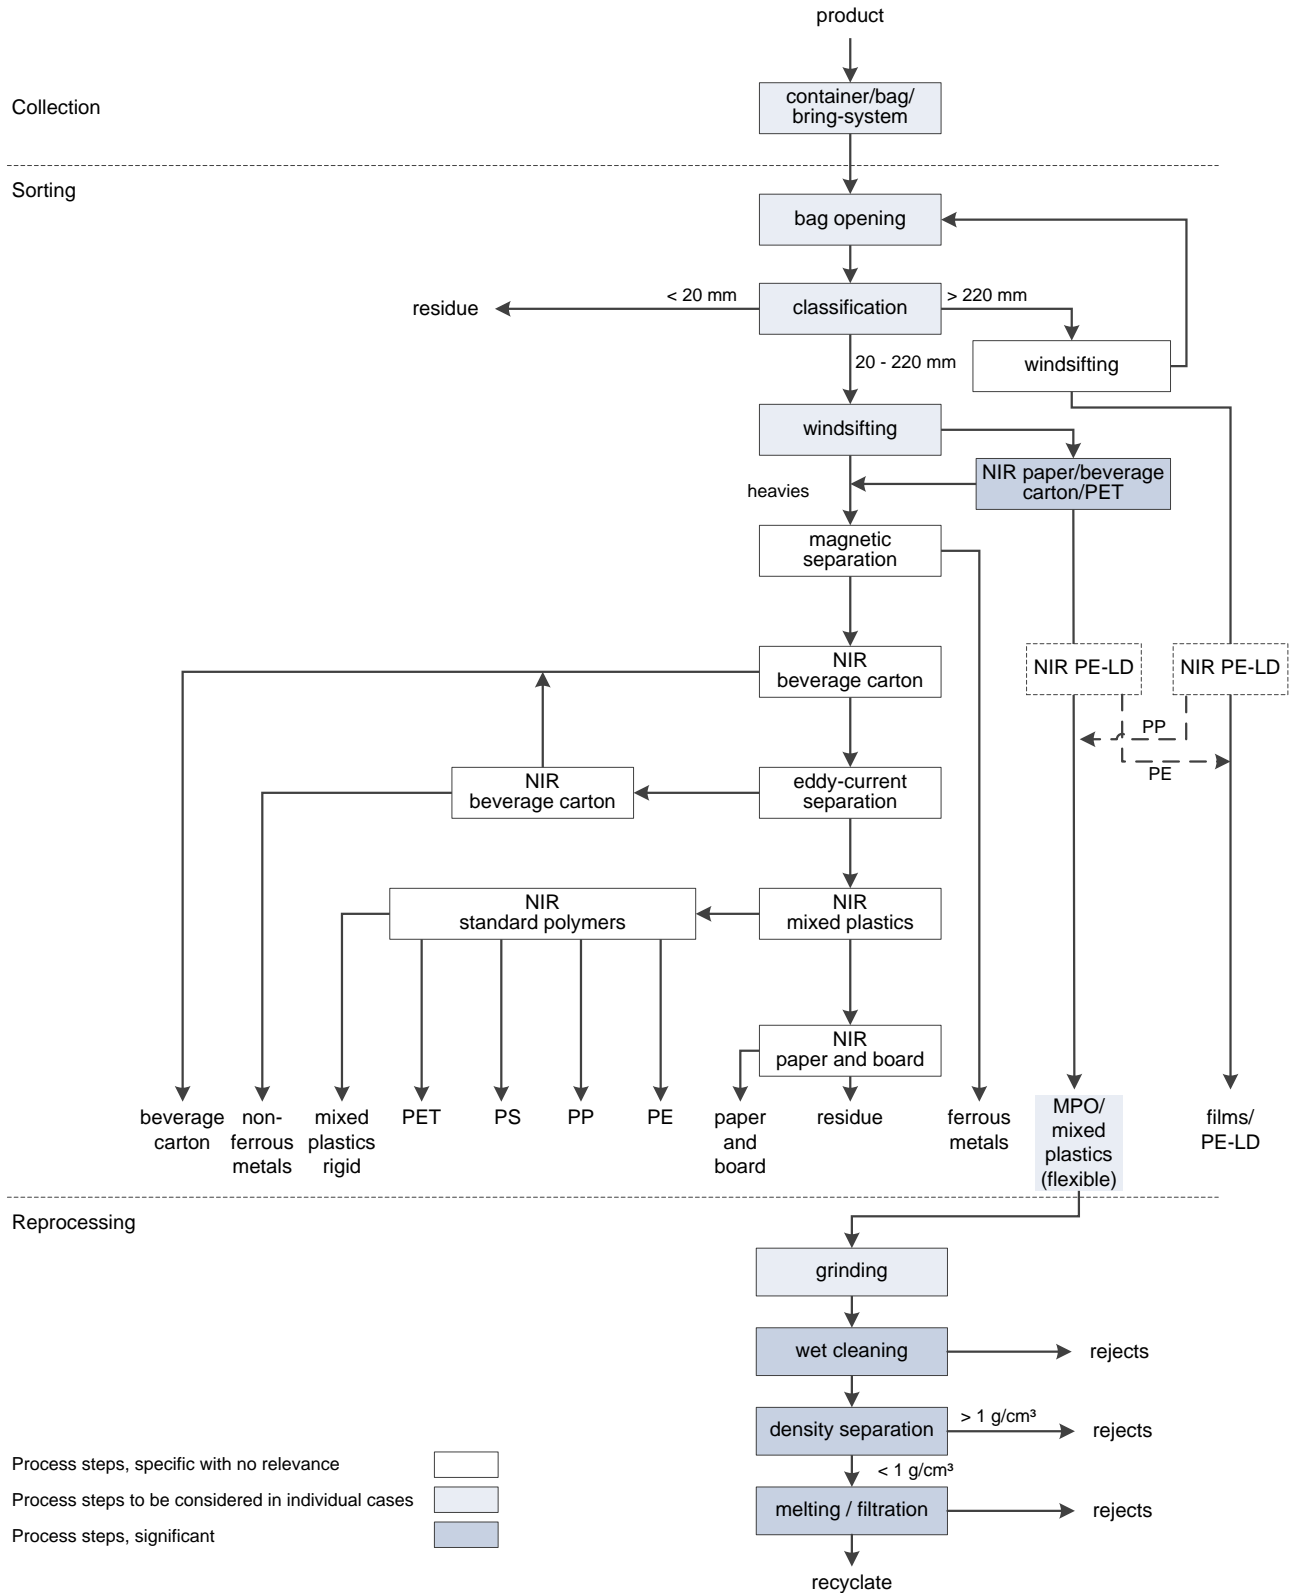 product
Collection
container/bag/
bring-system
Sorting
bag opening
< 20 mm
> 220 mm
residue
classification
20 - 220 mm
windsifting
windsifting
NIR paper/beverage
carton/PET
heavies
magnetic
separation
NIR
beverage carton
NIR PE-LD
NIR PE-LD
PP
PE
NIR
beverage carton
eddy-current
separation
NIR
standard polymers
NIR
mixed plastics
NIR
paper and board
beverage
carton
non-
ferrous
metals
mixed
plastics
rigid
PET
PS
PP
PE
paper
and
board
residue
ferrous
metals
MPO/
mixed
plastics
(flexible)
films/
PE-LD
Reprocessing
grinding
wet cleaning
rejects
density separation
> 1 g/cm³
rejects
< 1 g/cm³
melting / filtration
rejects
recyclate
Process steps, specific with no relevance
Process steps to be considered in individual cases
Process steps, significant